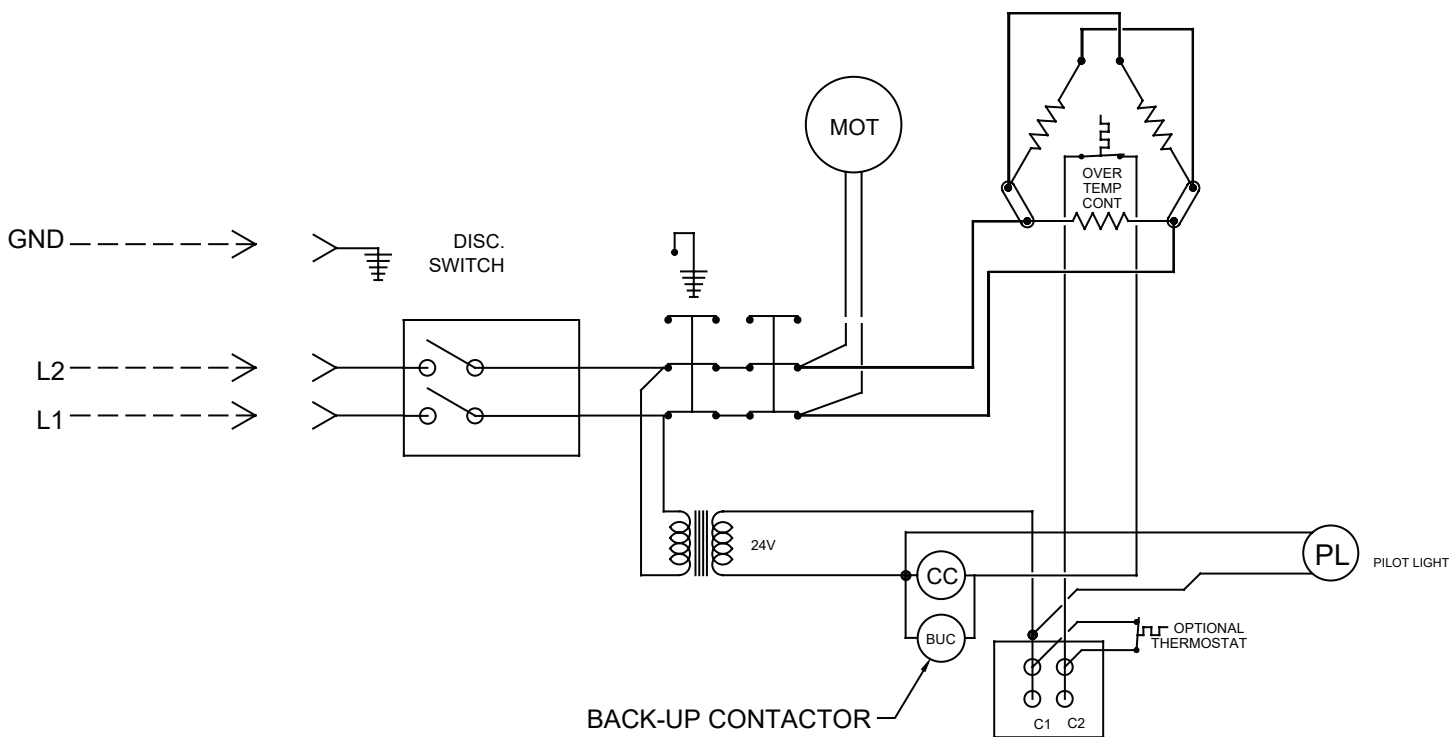 MOT
OVER
TEMP
CONT
GND
DISC.
SWITCH
L2
L1
24V
CC
PL
PILOT LIGHT
BUC
OPTIONAL
THERMOSTAT
BACK-UP CONTACTOR
C1 C2